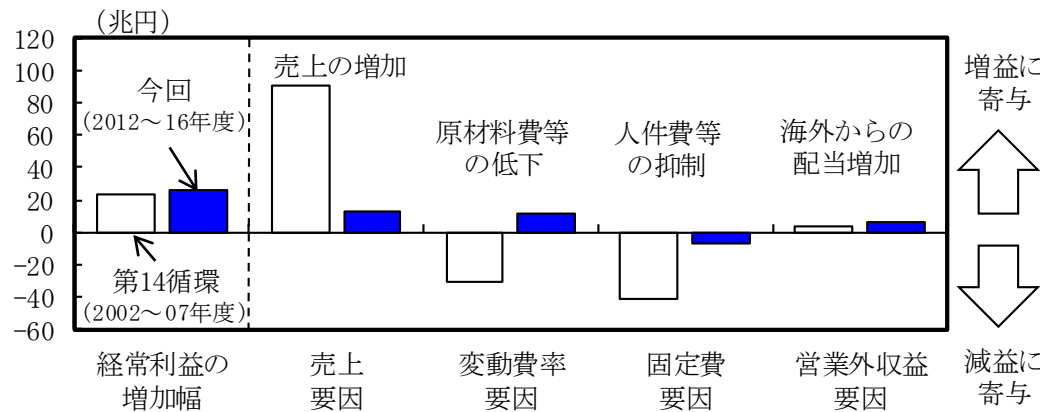 （兆円）
120
100
80
60
40
20
0
-20
-40
-60
今回
（2012～16年度）
第14循環
（2002～07年度）
売上の増加
原材料費等
の低下
人件費等
の抑制
海外からの
配当増加
増益に
寄与
減益に
寄与
経常利益の
増加幅
売上
要因
変動費率
要因
固定費
要因
営業外収益
要因